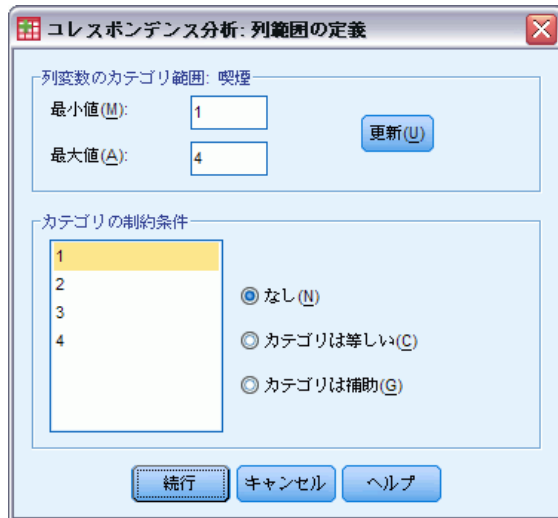 コレスポンデンス分析: 列範囲の定義
列変数のカテゴリ範囲: 喫煙
最小値(M):
1
更新(U)
最大値(A):
4
カテゴリの制約条件
1
2
3
4
なし(N)
カテゴリは等しい(C)
カテゴリは補助(G)
続行
キャンセル
ヘルプ